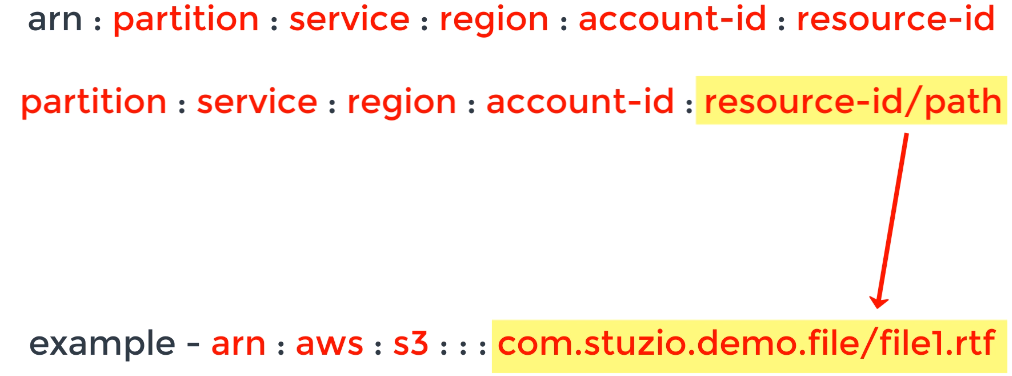 arn : partition : service : region : account-id : resource-id
partition : service : region : account-id : resource-id/path
example - arn : aws : s3 : : : com.stuzio.demo.file/file1.rtf